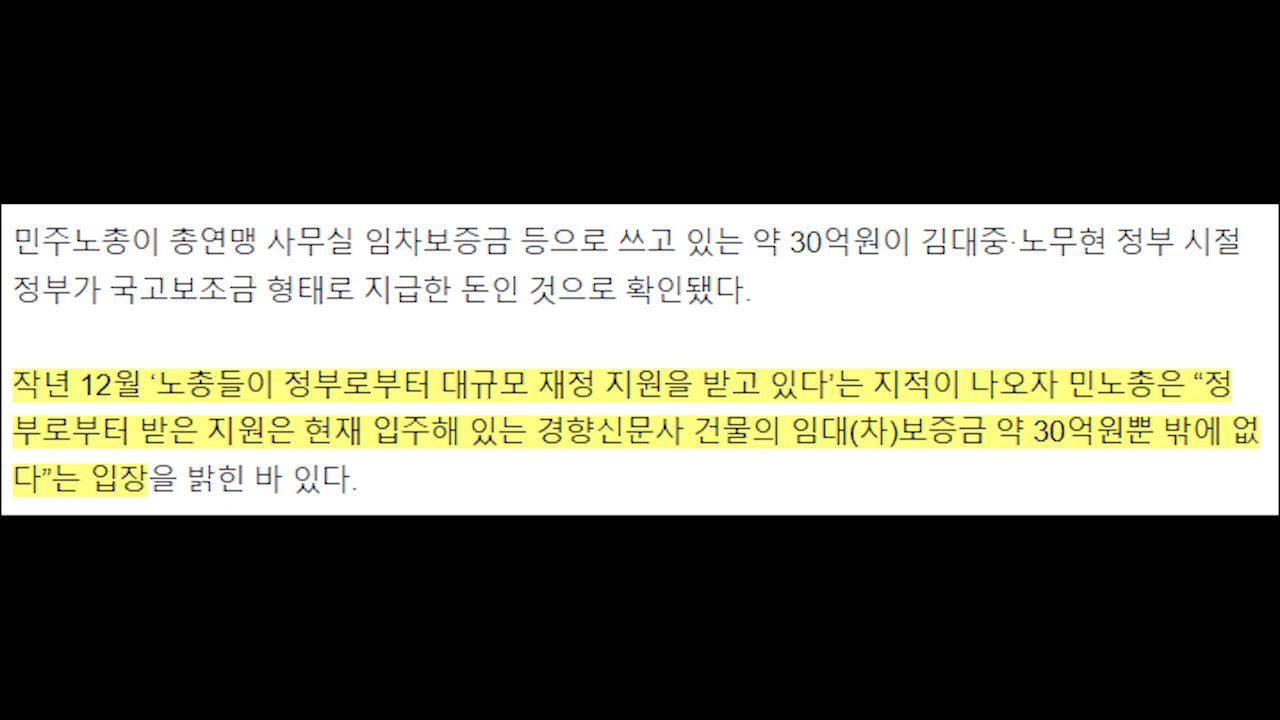 민주노총이 총연맹 사무실 임차보증금 등으로 쓰고 있는 약 30억원이 김대중·노무현 정부 시절
정부가 국고보조금 형태로 지급한 돈인 것으로 확인됐다.
작년 12월 ‘노총들이 정부로부터 대규모 재정 지원을 받고 있다’는 지적이 나오자 민노총은 “정
부로부터 받은 지원은 현재 입주해 있는 경향신문사 건물의 임대(차)보증금 약 30억원뿐 밖에 없
다”는 입장을 밝힌 바 있다.